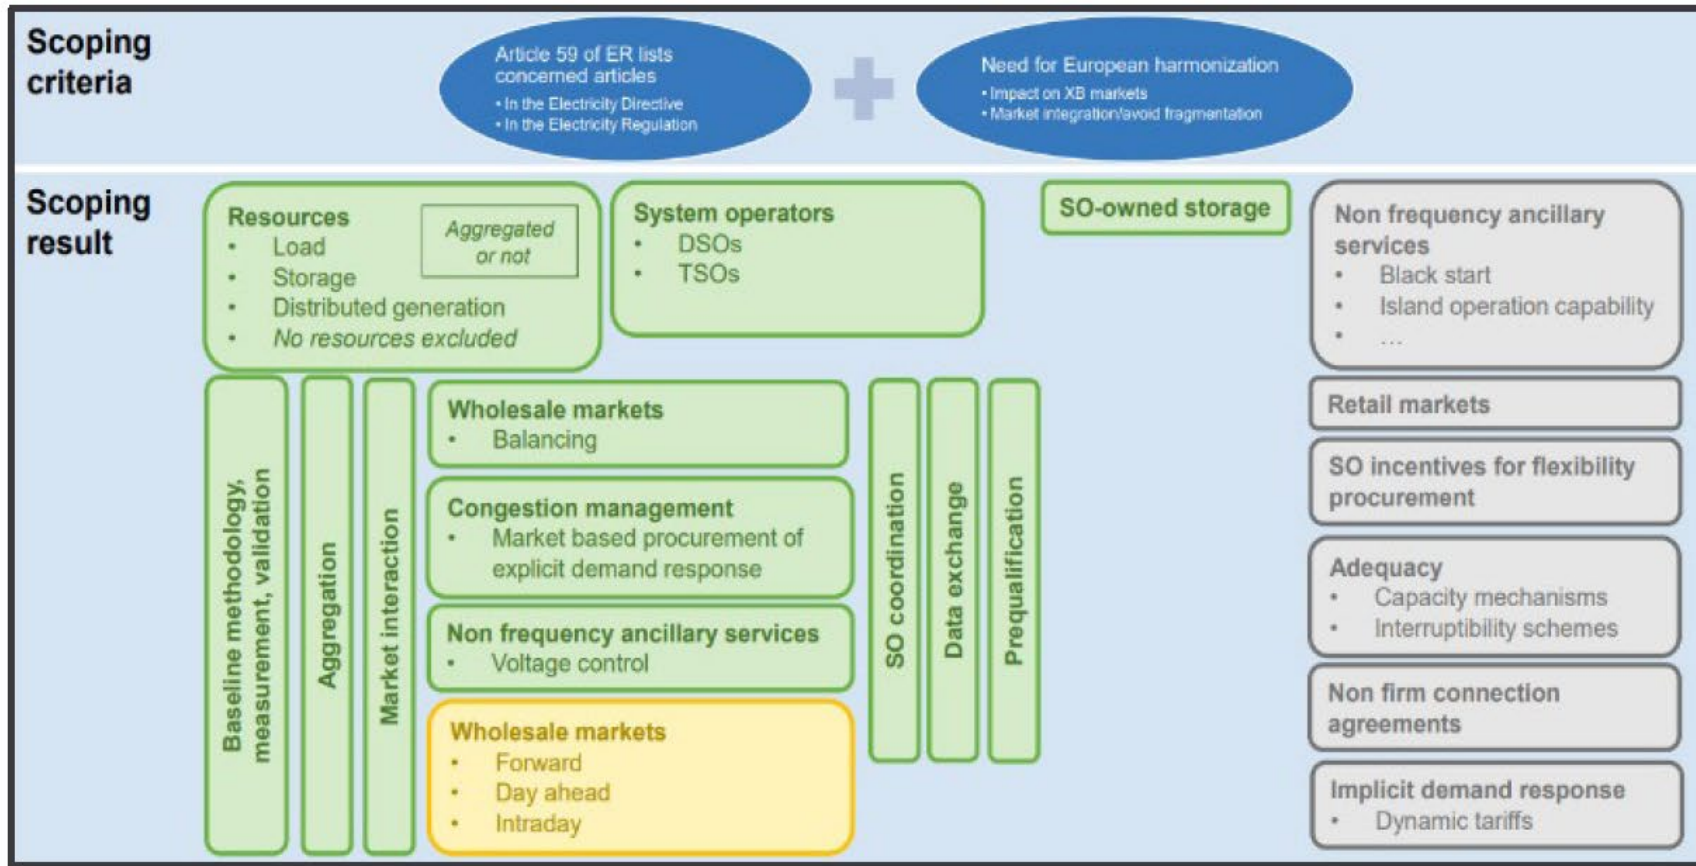 Scoping
criteria
Article 59 of ER lists
concerned articles
• In the Electricity Directive
• In the Electricity Regulation
Need for European harmonization
• Impact on XB markets
• Market integration/avoid fragmentation
Scoping
result
Resources
• Load
• Storage
• Distributed generation
• No resources excluded
Aggregated
or not
System operators
• DSOs
• TSOs
SO-owned storage
Baseline methodology,
measurement, validation
Aggregation
Market interaction
Wholesale markets
• Balancing
Congestion management
• Market based procurement of
explicit demand response
Non frequency ancillary services
• Voltage control
Wholesale markets
• Forward
• Day ahead
• Intraday
SO coordination
Data exchange
Prequalification
Non frequency ancillary
services
• Black start
• Island operation capability
• ...
Retail markets
SO incentives for flexibility
procurement
Adequacy
• Capacity mechanisms
• Interruptibility schemes
Non firm connection
agreements
Implicit demand response
• Dynamic tariffs